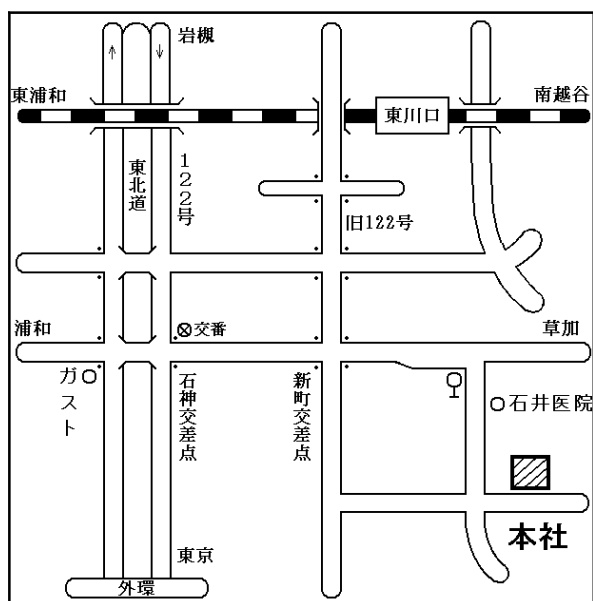 岩槻
東浦和
東川口
南越谷
東北道
122号
旧122号
浦和
交番
草加
ガスト
石神交差点
新町交差点
石井医院
本社
東京
外環